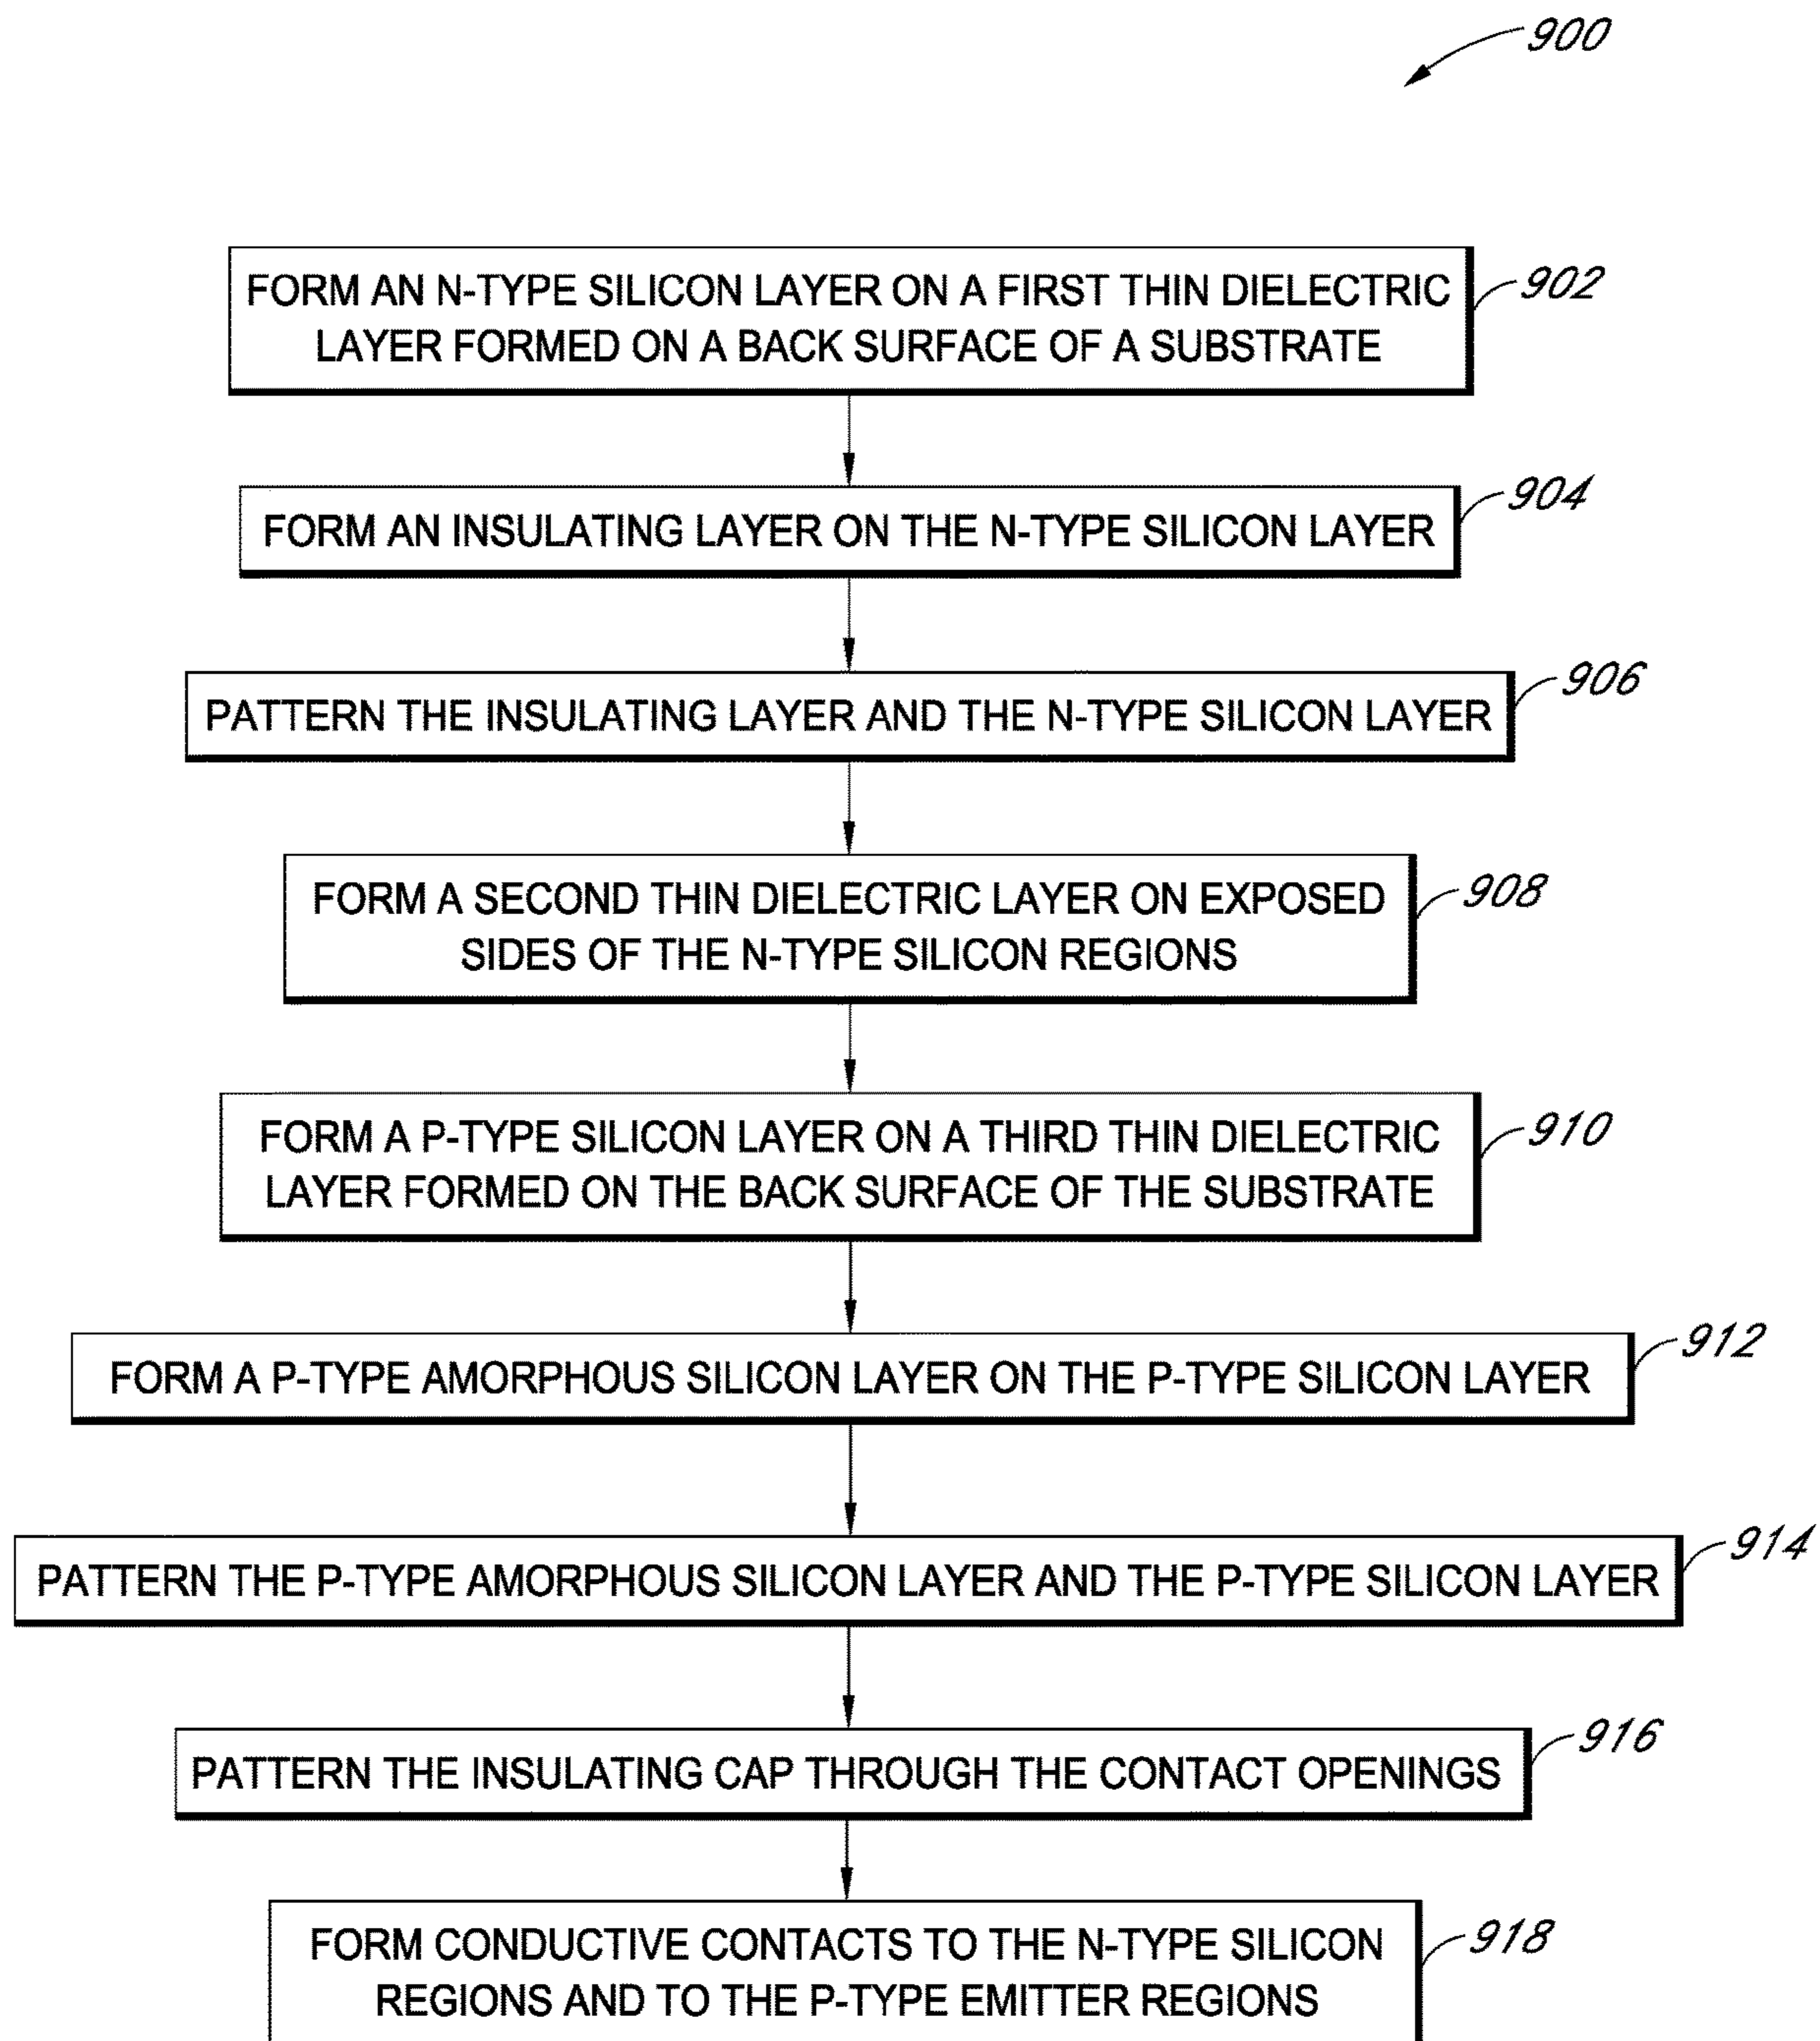 900
FORM AN N-TYPE SILICON LAYER ON A FIRST THIN DIELECTRIC
LAYER FORMED ON A BACK SURFACE OF A SUBSTRATE
902
FORM AN INSULATING LAYER ON THE N-TYPE SILICON LAYER
904
PATTERN THE INSULATING LAYER AND THE N-TYPE SILICON LAYER
906
FORM A SECOND THIN DIELECTRIC LAYER ON EXPOSED
SIDES OF THE N-TYPE SILICON REGIONS
908
FORM A P-TYPE SILICON LAYER ON A THIRD THIN DIELECTRIC
LAYER FORMED ON THE BACK SURFACE OF THE SUBSTRATE
910
FORM A P-TYPE AMORPHOUS SILICON LAYER ON THE P-TYPE SILICON LAYER
912
PATTERN THE P-TYPE AMORPHOUS SILICON LAYER AND THE P-TYPE SILICON LAYER
914
PATTERN THE INSULATING CAP THROUGH THE CONTACT OPENINGS
916
FORM CONDUCTIVE CONTACTS TO THE N-TYPE SILICON
REGIONS AND TO THE P-TYPE EMITTER REGIONS
918